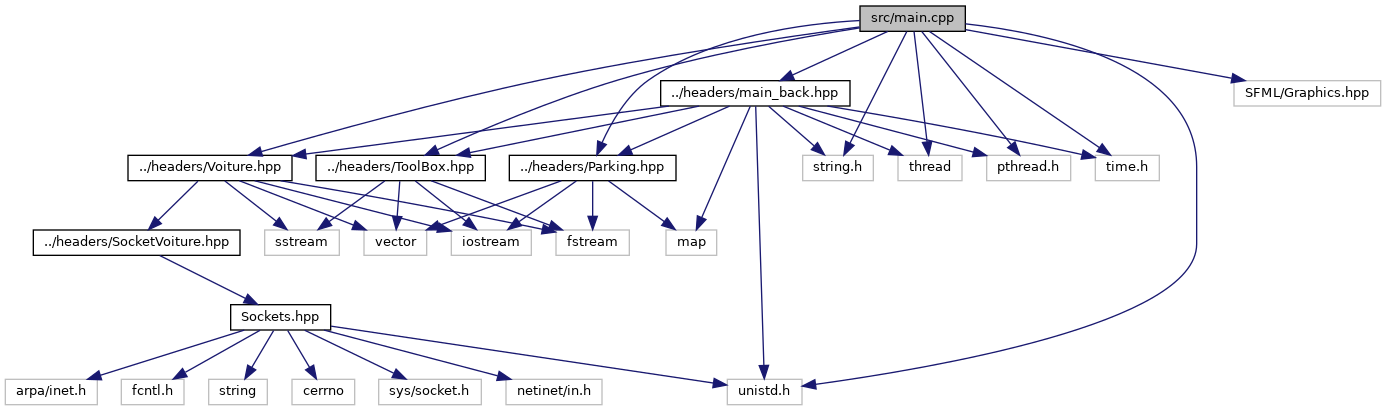 src/main.cpp
../headers/main_back.hpp
SFML/Graphics.hpp
../headers/Voiture.hpp
../headers/ToolBox.hpp
../headers/Parking.hpp
string.h
thread
pthread.h
time.h
../headers/SocketVoiture.hpp
sstream
vector
iostream
fstream
map
Sockets.hpp
arpa/inet.h
fcntl.h
string
cerrno
sys/socket.h
netinet/in.h
unistd.h